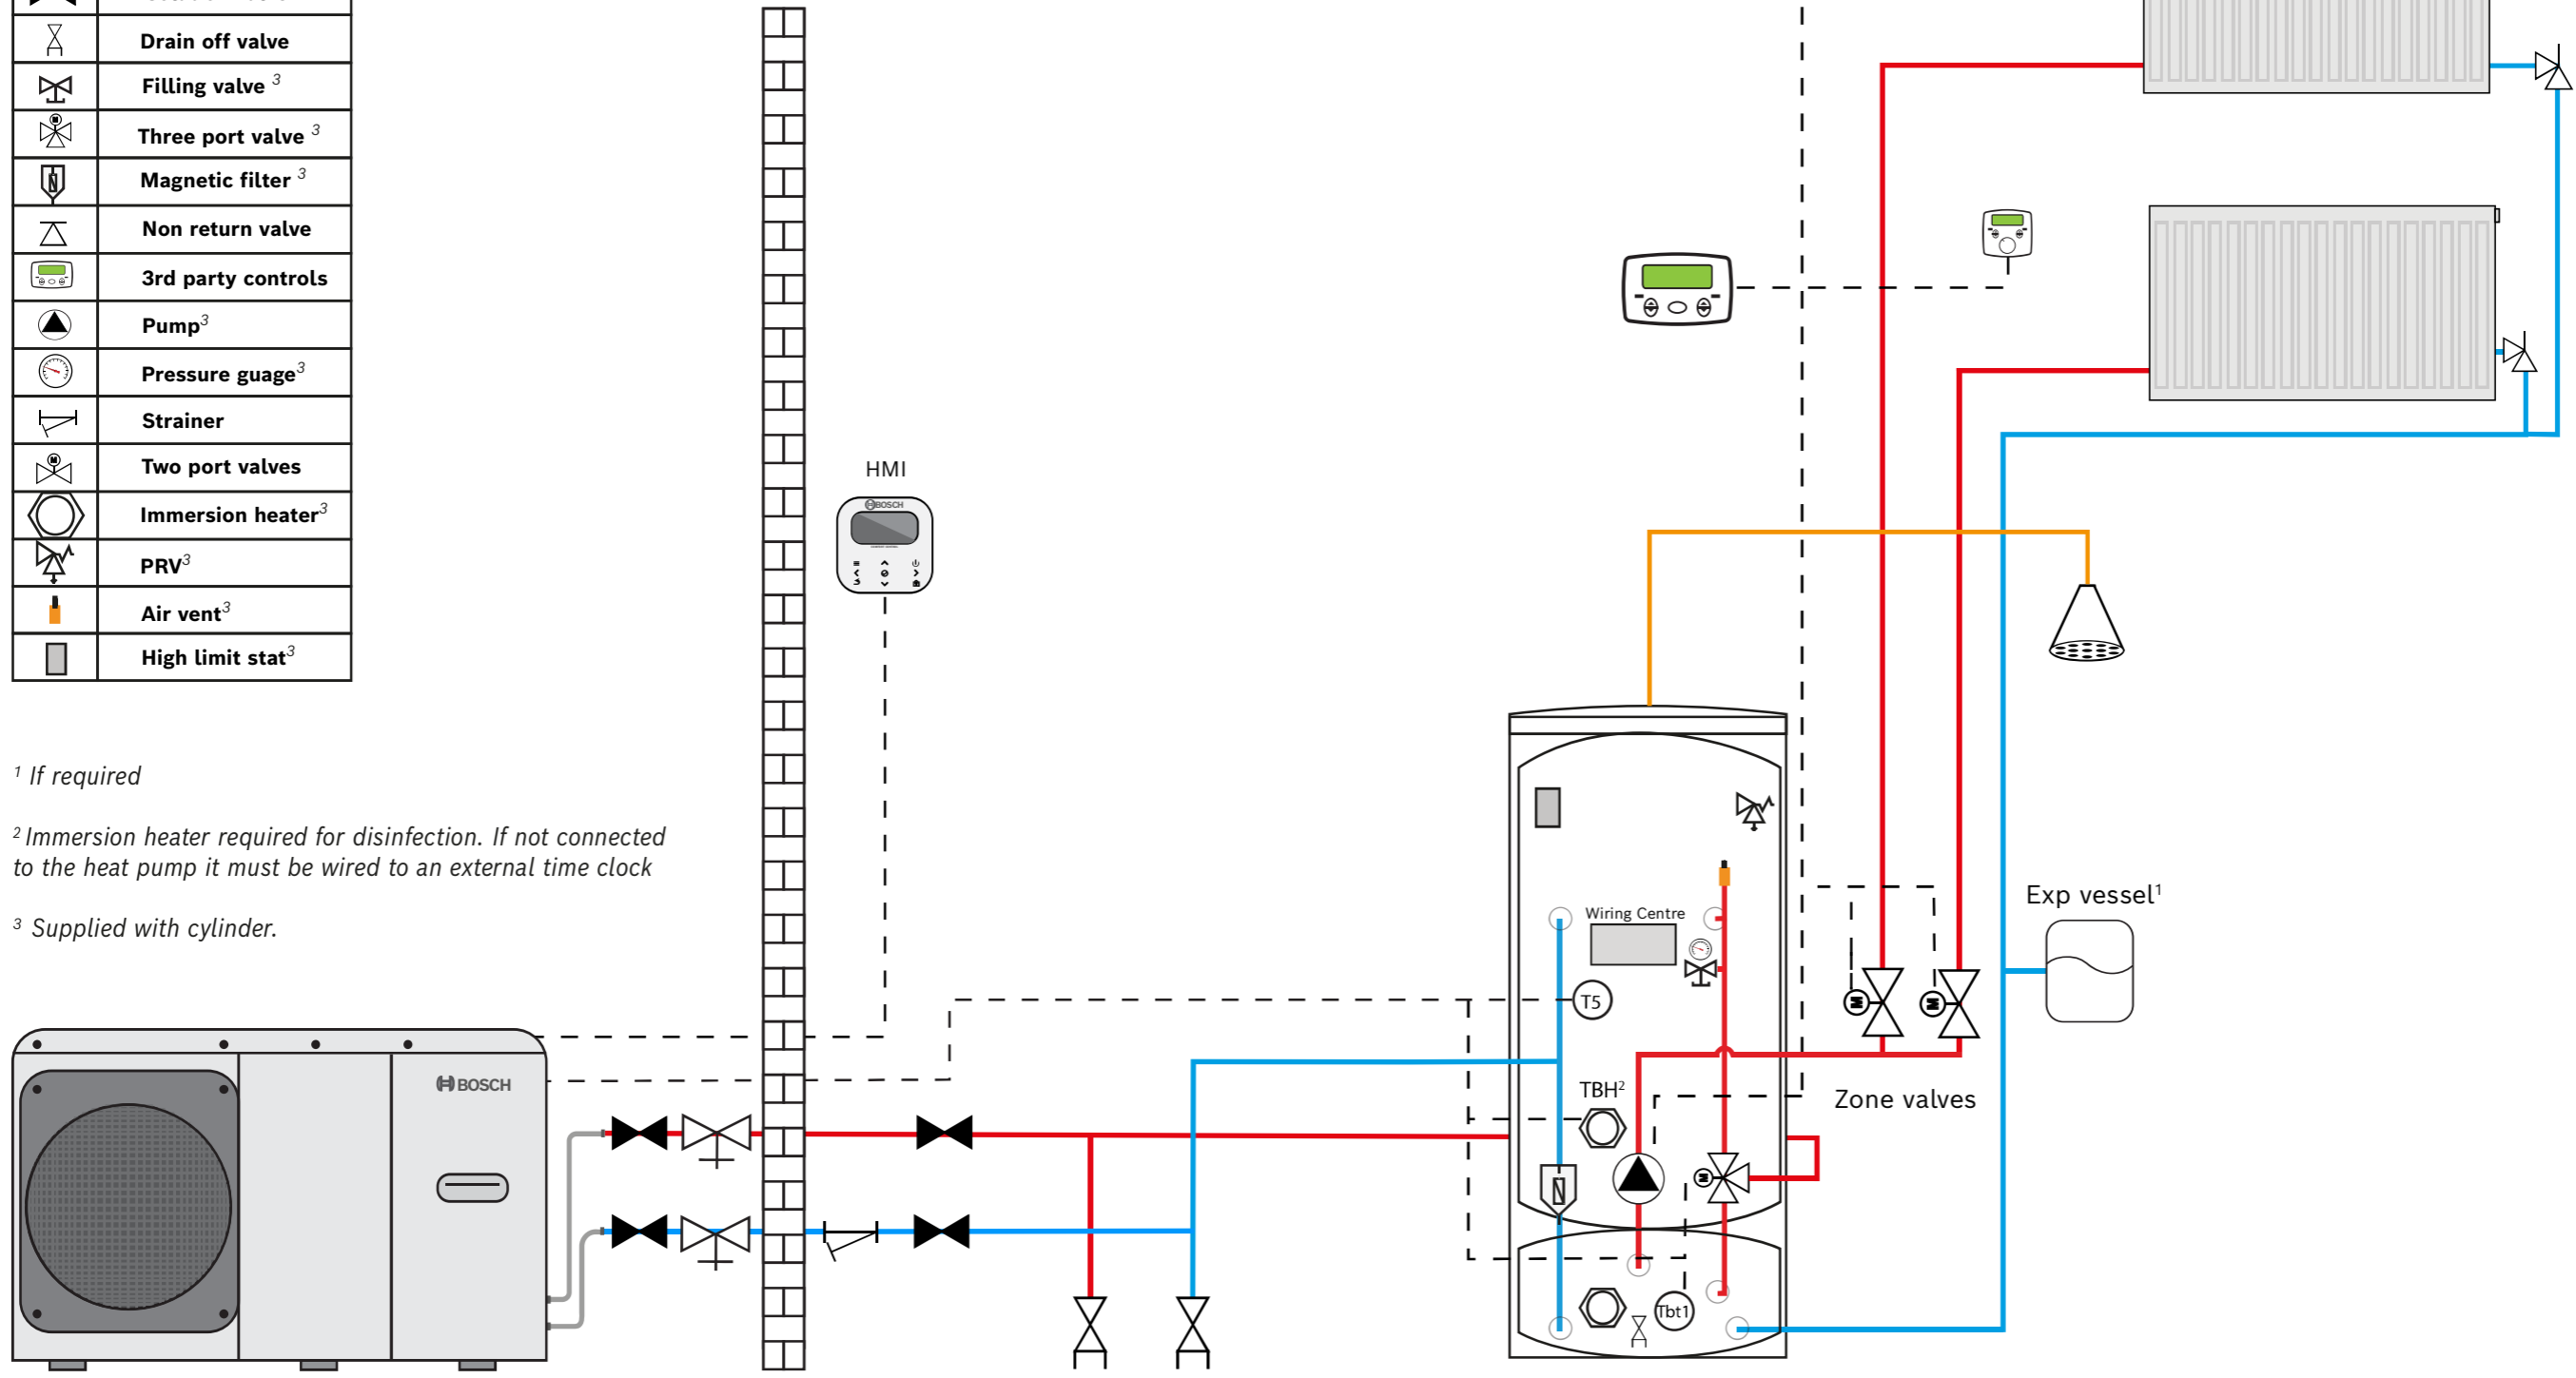 Drain off valve
Filling valve 3
M
Three port valve 3
Magnetic filter 3
Non return valve
3rd party controls
Pump3
Pressure guage3
Strainer
M
Two port valves
Immersion heater3
PRV3
Air vent3
High limit stat3
1 If required
2 Immersion heater required for disinfection. If not connected
to the heat pump it must be wired to an external time clock
3 Supplied with cylinder.
HMI
BOSCH
BOSCH
Wiring Centre
T5
TBH2
M
Tbt1
M
M
Zone valves
Exp vessel1